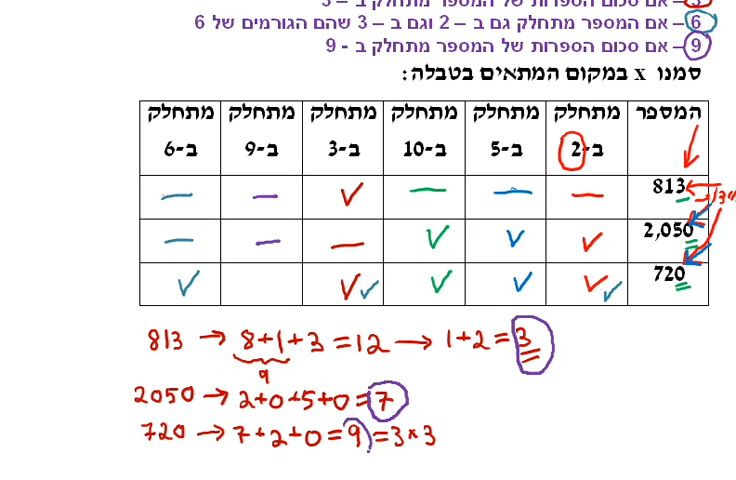 3 – אם סכום הספרות של המספר מתחלק ב – 3
6 – אם המספר מתחלק גם ב – 2 וגם ב – 3 שהם הגורמים של 6
9 – אם סכום הספרות של המספר מתחלק ב - 9
סמנו x במקום המתאים בטבלה:
המספר מתחלק ב-2 מתחלק ב-5 מתחלק ב-10 מתחלק ב-3 מתחלק ב-9 מתחלק ב-6
813 — — — ✓ — —
2,050 ✓ ✓ ✓ — — —
720 ✓✓ ✓ ✓ ✓✓ ✓
813 → 8+1+3=12 → 1+2=3
9
2050 → 2+0+5+0=7
720 → 7+2+0=9=3×3